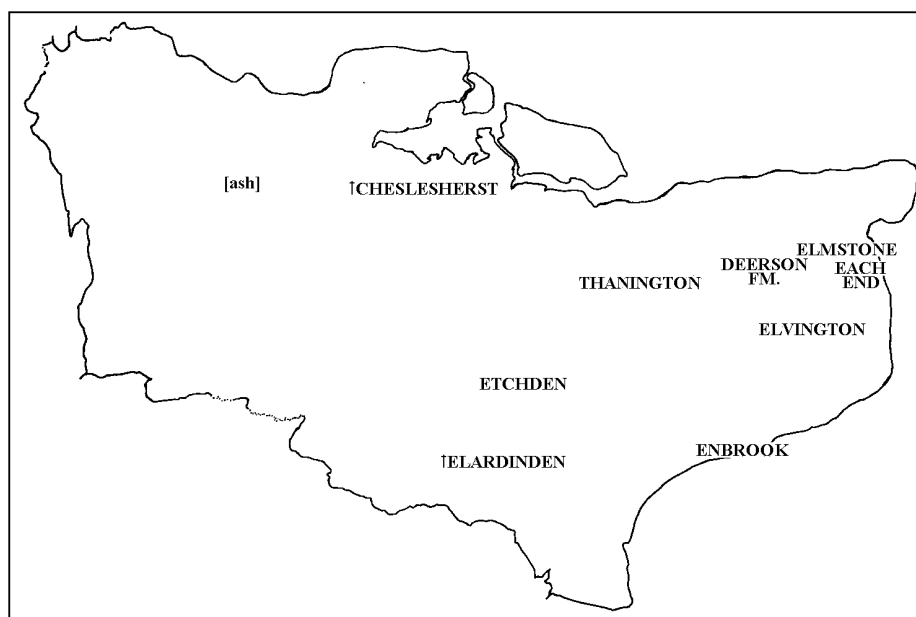 [ash]
†CHESLESHERST
ELMSTONE
DEERSON
FM.
EACH
END
THANINGTON
ELVINGTON
ETCHDEN
ENBROOK
†ELARDINDEN